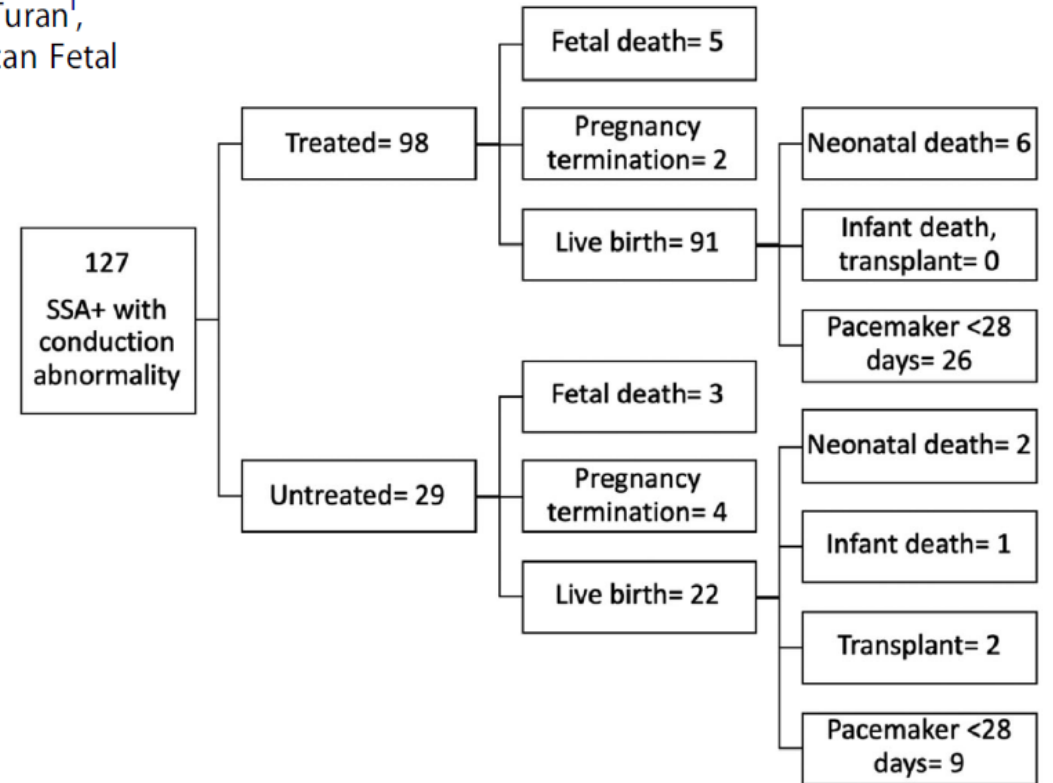 Turan¹,
can Fetal
Fetal death= 5
Treated= 98
Pregnancy
termination= 2
Live birth= 91
Neonatal death= 6
Infant death,
transplant= 0
Pacemaker <28
days= 26
127
SSA+ with
conduction
abnormality
Untreated= 29
Fetal death= 3
Pregnancy
termination= 4
Live birth= 22
Neonatal death= 2
Infant death= 1
Transplant= 2
Pacemaker <28
days= 9